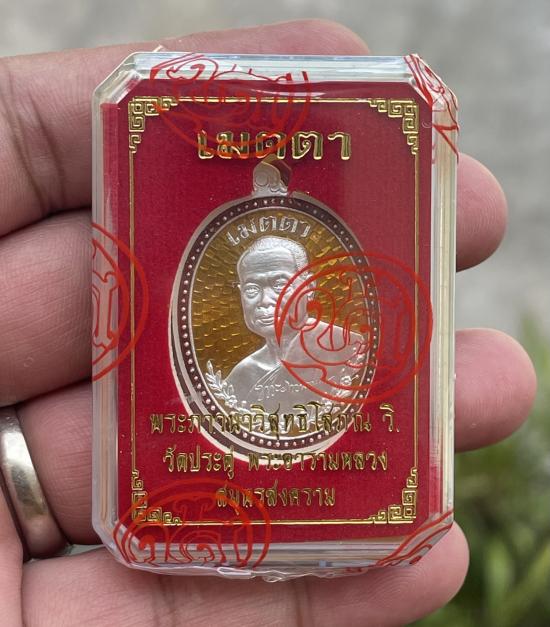 เมตตา
เมตตา
พระภาวนาวิสุทธิโสภณ วิ.
วัดประดู่ พระอารามหลวง
สมุทรสงคราม